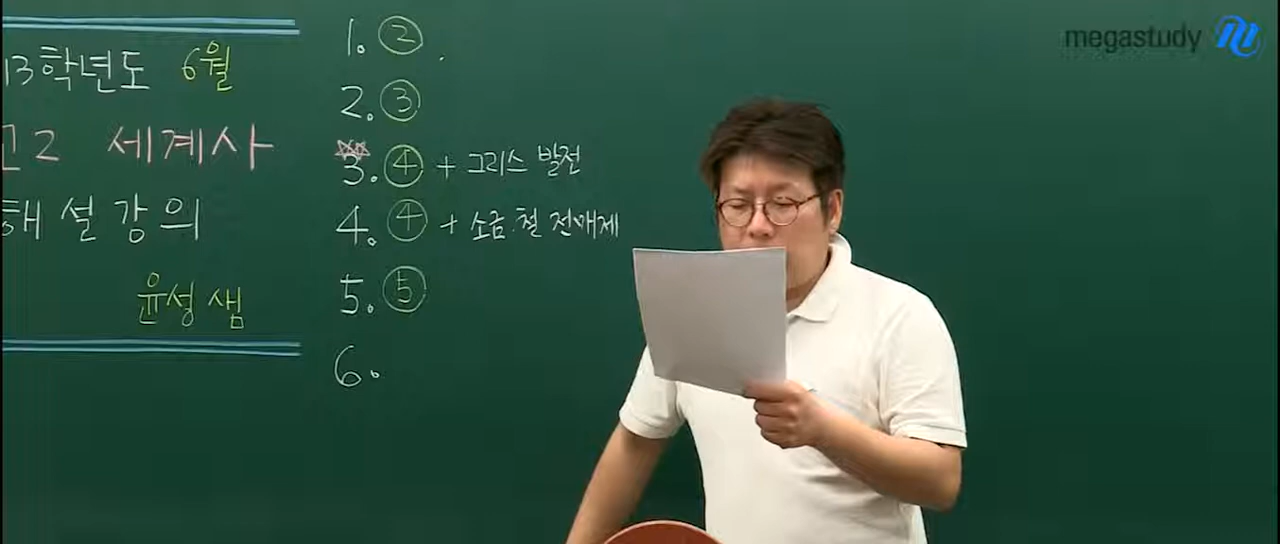 13학년도 6월
고2 세계사
해설강의
윤성쌤
1. ②
2. ③
3. ④ + 그리스 발전
4. ④ + 소금.철 전매제
5. ⑤
6.
megastudy